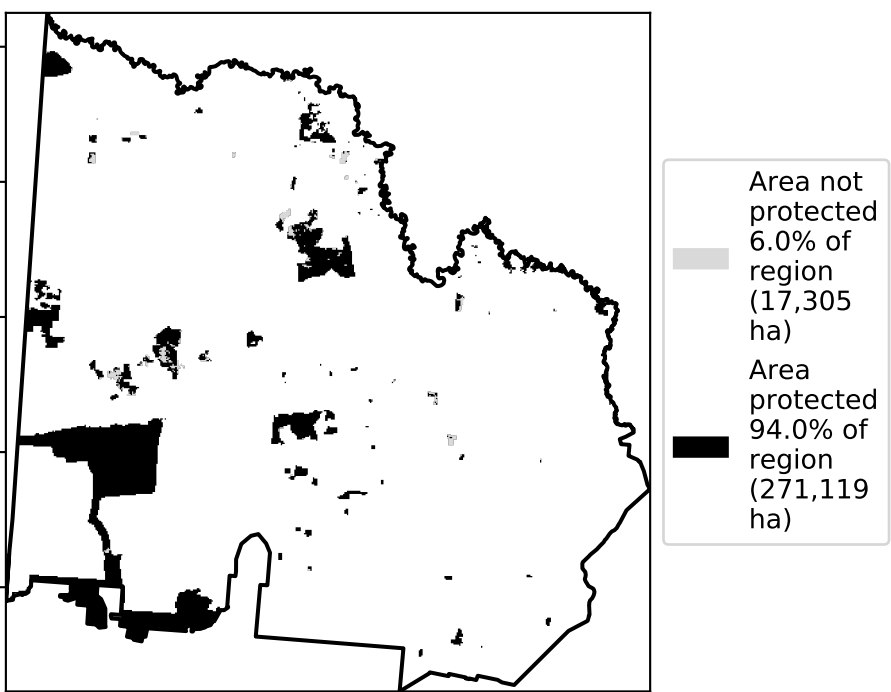 Area not
protected
6.0% of
region
(17,305
ha)
Area
protected
94.0% of
region
(271,119
ha)